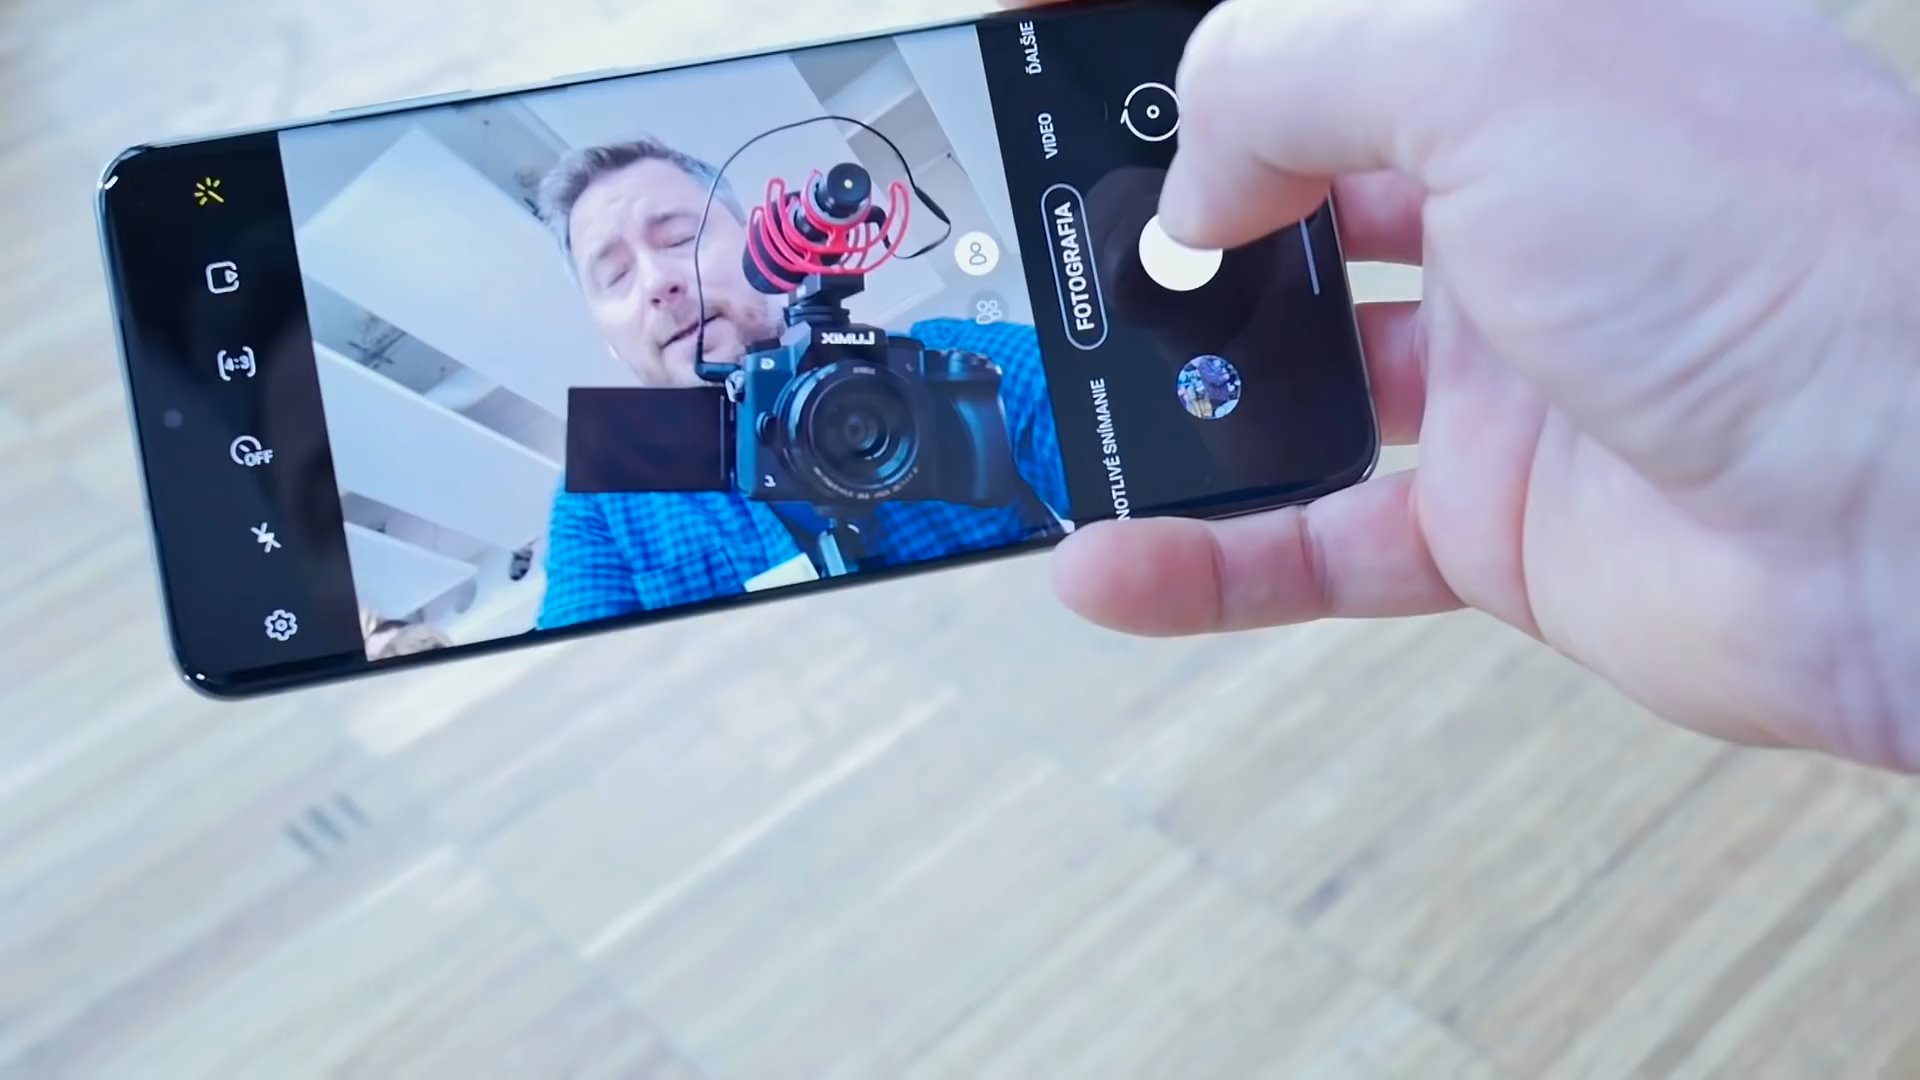 ĎALŠIE
VIDEO
FOTOGRAFIA
NOTLIVÉ SNÍMANIE
4:3
OFF
LUMIX